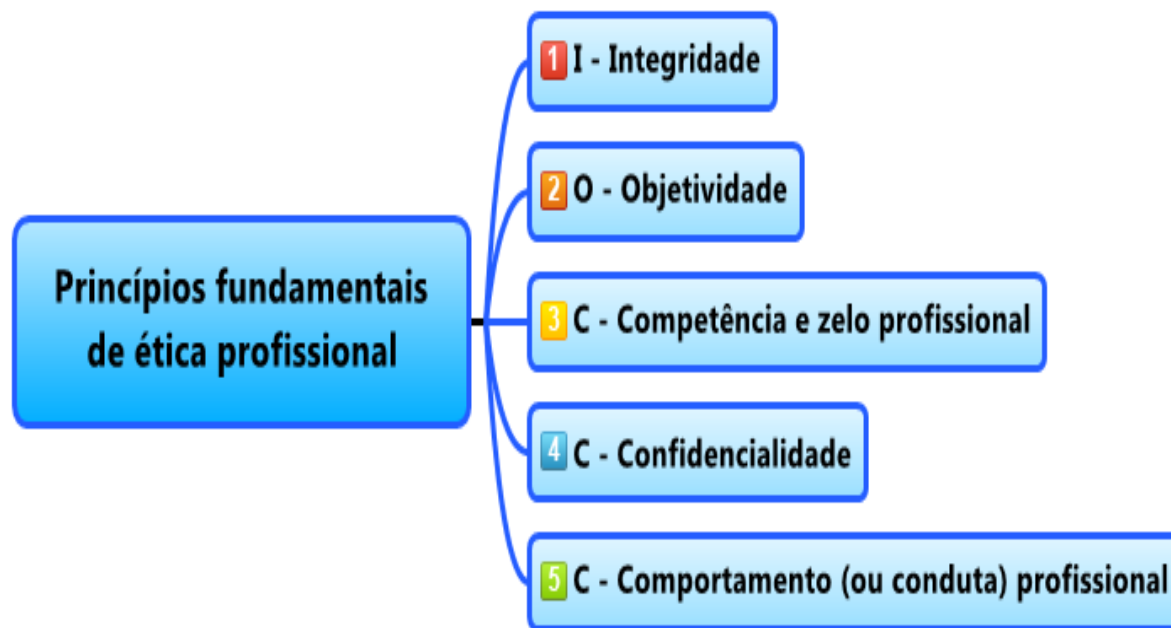 Princípios fundamentais
de ética profissional
1 I - Integridade
2 O - Objetividade
3 C - Competência e zelo profissional
4 C - Confidencialidade
5 C - Comportamento (ou conduta) profissional